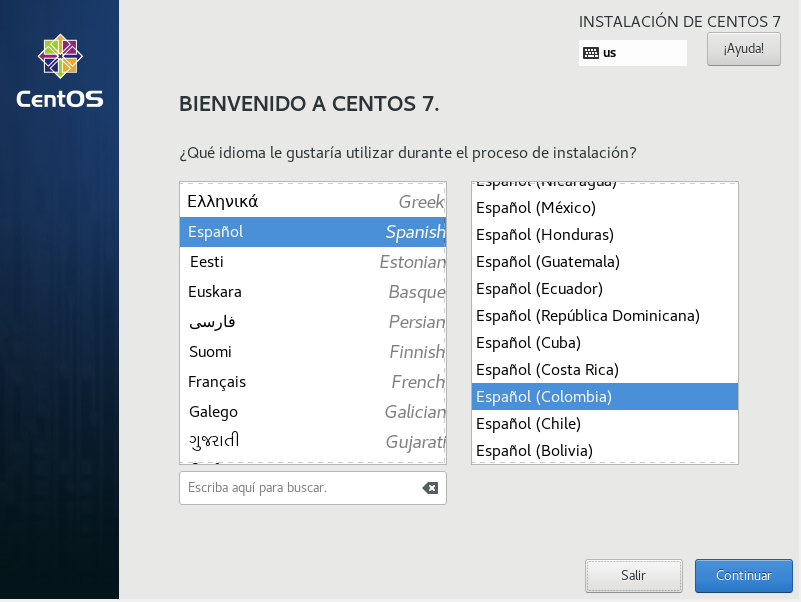 INSTALACIÓN DE CENTOS 7
us
¡Ayuda!
CentOS
BIENVENIDO A CENTOS 7.
¿Qué idioma le gustaría utilizar durante el proceso de instalación?
Ελληνικά Greek
Español Spanish
Eesti Estonian
Euskara Basque
فارسی Persian
Suomi Finnish
Français French
Galego Galician
ગુજરાતી Gujarati
Español (Nicaragua)
Español (México)
Español (Honduras)
Español (Guatemala)
Español (Ecuador)
Español (República Dominicana)
Español (Cuba)
Español (Costa Rica)
Español (Colombia)
Español (Chile)
Español (Bolivia)
Escriba aquí para buscar.
Salir
Continuar